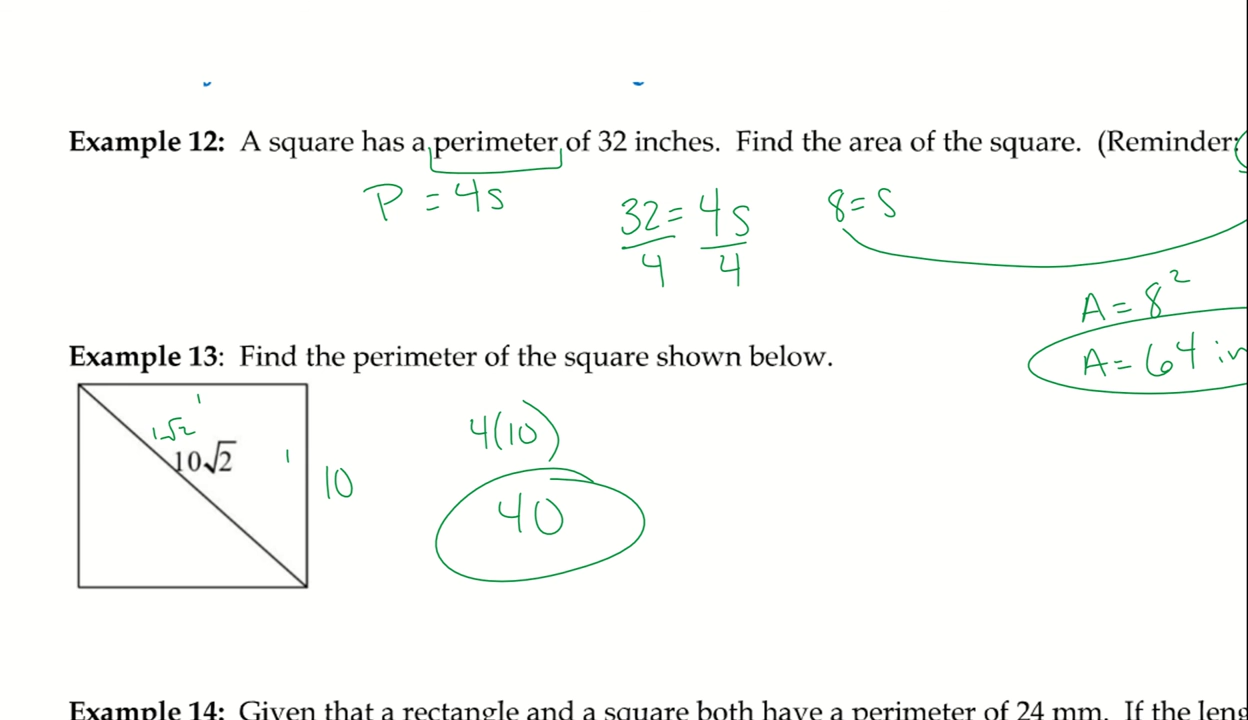 Example 12: A square has a perimeter of 32 inches. Find the area of the square. (Reminder:
P = 4s
32 = 4s
4 4
8 = s
A = 8²
A = 64 in
Example 13: Find the perimeter of the square shown below.
1
1√2
10√2
1
10
4(10)
40
Example 14: Given that a rectangle and a square both have a perimeter of 24 mm. If the leng